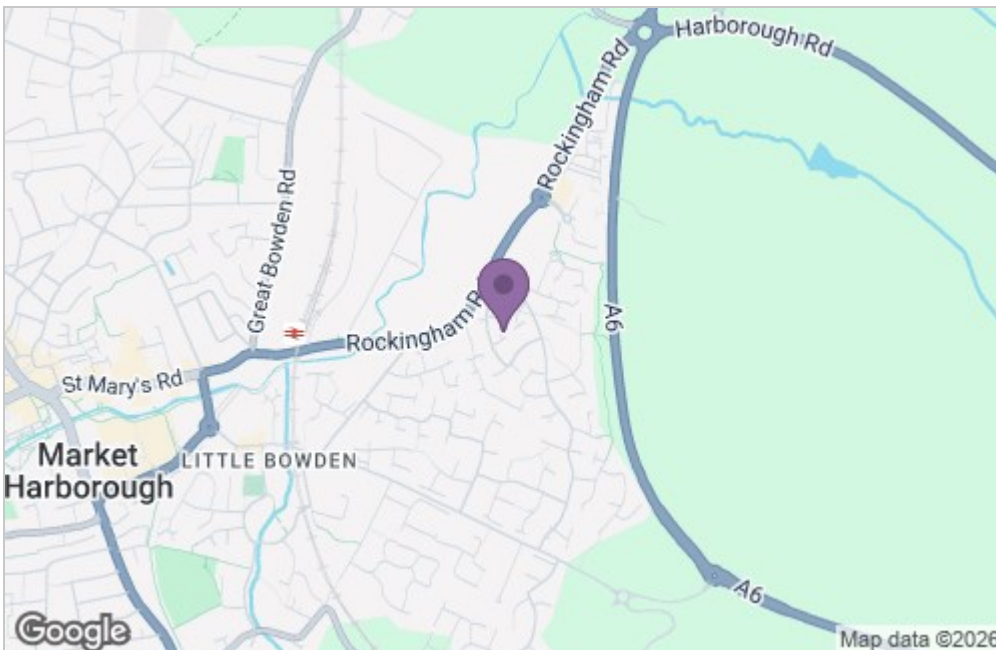 Harborough Rd
Rockingham Rd
Great Bowden Rd
A6
Rockingham Rd
St Mary's Rd
Market
Harborough
LITTLE BOWDEN
A6
Google
Map data ©2026